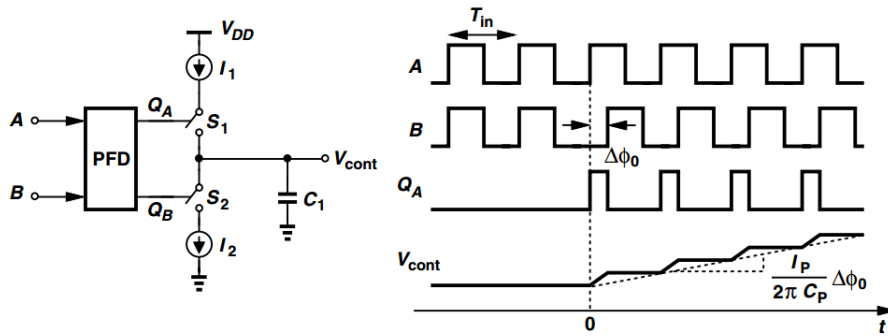 V_DD
I_1
A
Q_A
S_1
PFD
V_cont
B
Q_B
S_2
C_1
I_2
T_in
A
B
Δϕ_0
Q_A
V_cont
I_P
2π C_P
Δϕ_0
0
t